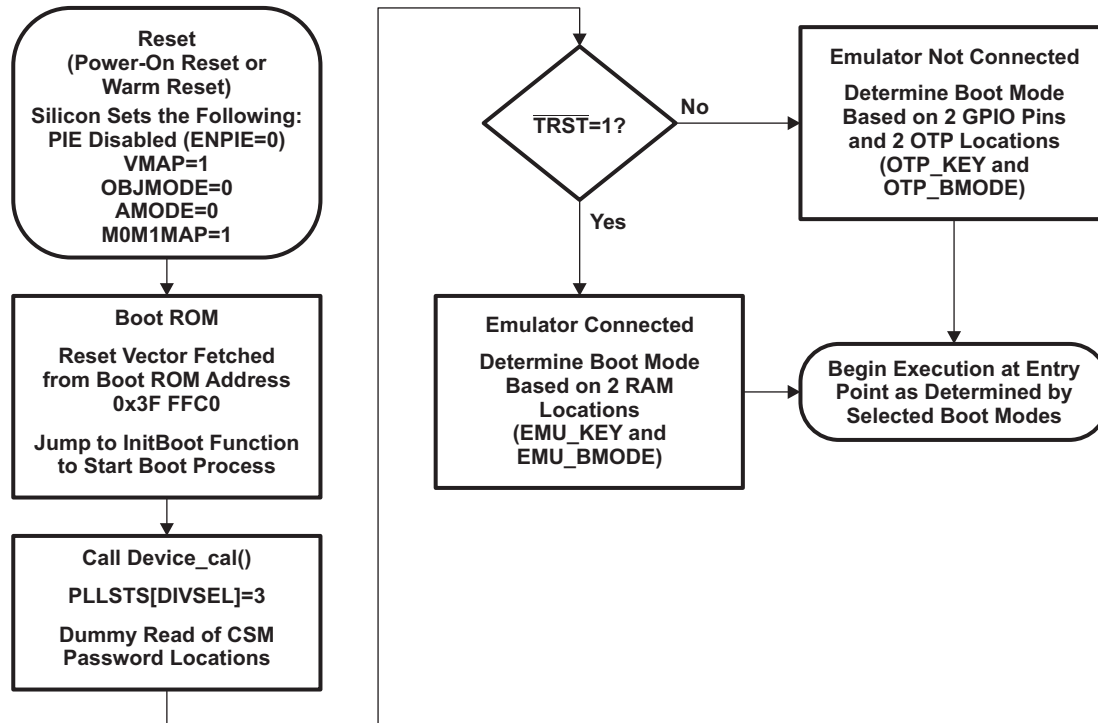 Reset
(Power-On Reset or
Warm Reset)
Silicon Sets the Following:
PIE Disabled (ENPIE=0)
VMAP=1
OBJMODE=0
AMODE=0
M0M1MAP=1
Boot ROM
Reset Vector Fetched
from Boot ROM Address
0x3F FFC0
Jump to InitBoot Function
to Start Boot Process
Call Device_cal()
PLLSTS[DIVSEL]=3
Dummy Read of CSM
Password Locations
T̅R̅S̅T̅=1?
No
Yes
Emulator Not Connected
Determine Boot Mode
Based on 2 GPIO Pins
and 2 OTP Locations
(OTP_KEY and
OTP_BMODE)
Emulator Connected
Determine Boot Mode
Based on 2 RAM
Locations
(EMU_KEY and
EMU_BMODE)
Begin Execution at Entry
Point as Determined by
Selected Boot Modes